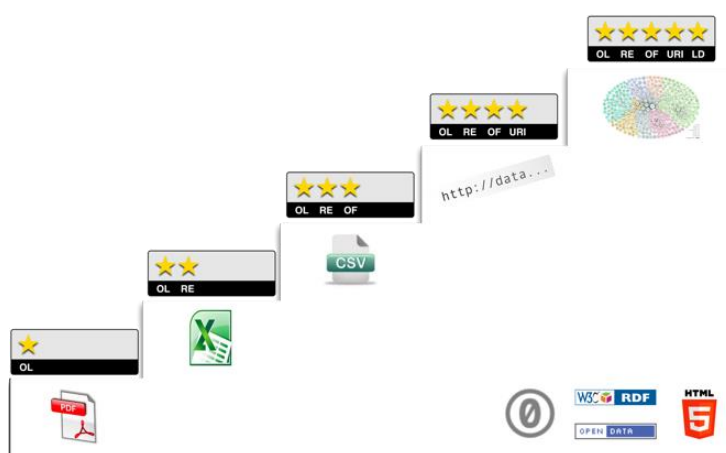 OL RE OF URI LD
OL RE OF URI
http://data...
OL RE OF
CSV
OL RE
X
OL
PDF
0
W3C RDF
OPEN DATA
HTML
5